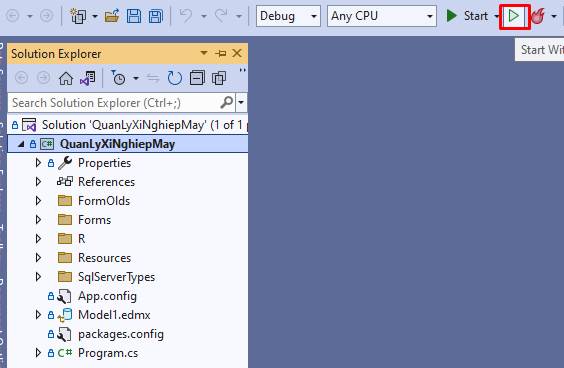 Debug Any CPU Start
Start Wit
Solution Explorer
Search Solution Explorer (Ctrl+;)
Solution 'QuanLyXiNghiepMay' (1 of 1
C# QuanLyXiNghiepMay
Properties
References
FormOlds
Forms
R
Resources
SqlServerTypes
App.config
Model1.edmx
packages.config
C# Program.cs